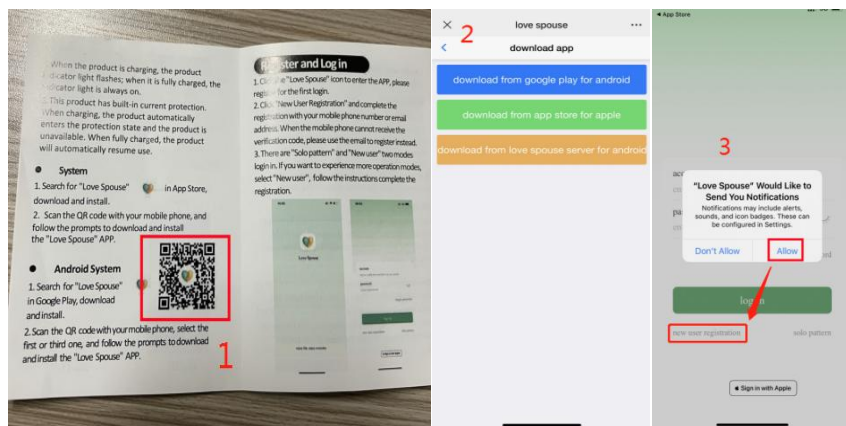 When the product is charging, the product
indicator light flashes; when it is fully charged, the
indicator light is always on.
This product has built-in current protection.
When charging, the product automatically
enters the protection state and the product is
unavailable. When fully charged, the product
will automatically resume use.
● System
1. Search for "Love Spouse" in App Store,
download and install.
2. Scan the QR code with your mobile phone, and
follow the prompts to download and install
the "Love Spouse" APP.
● Android System
1. Search for "Love Spouse"
in Google Play, download
and install.
2. Scan the QR code with your mobile phone, select the
first or third one, and follow the prompts to download
and install the "Love Spouse" APP.
1
Register and Log in
1. Click the "Love Spouse" icon to enter the APP, please
register for the first login.
2. Click "New User Registration" and complete the
registration with your mobile phone number or email
address. When the mobile phone cannot receive the
verification code, please use the email to register instead.
3. There are "Solo pattern" and "New user" two modes
login in. If you want to experience more operation modes,
select "New user", follow the instructions complete the
registration.
Love Spouse
love spouse
2
download app
download from google play for android
download from app store for apple
download from love spouse server for android
App Store
3
"Love Spouse" Would Like to
Send You Notifications
Notifications may include alerts,
sounds, and icon badges. These can
be configured in Settings.
Don't Allow
Allow
log in
new user registration
solo pattern
Sign in with Apple